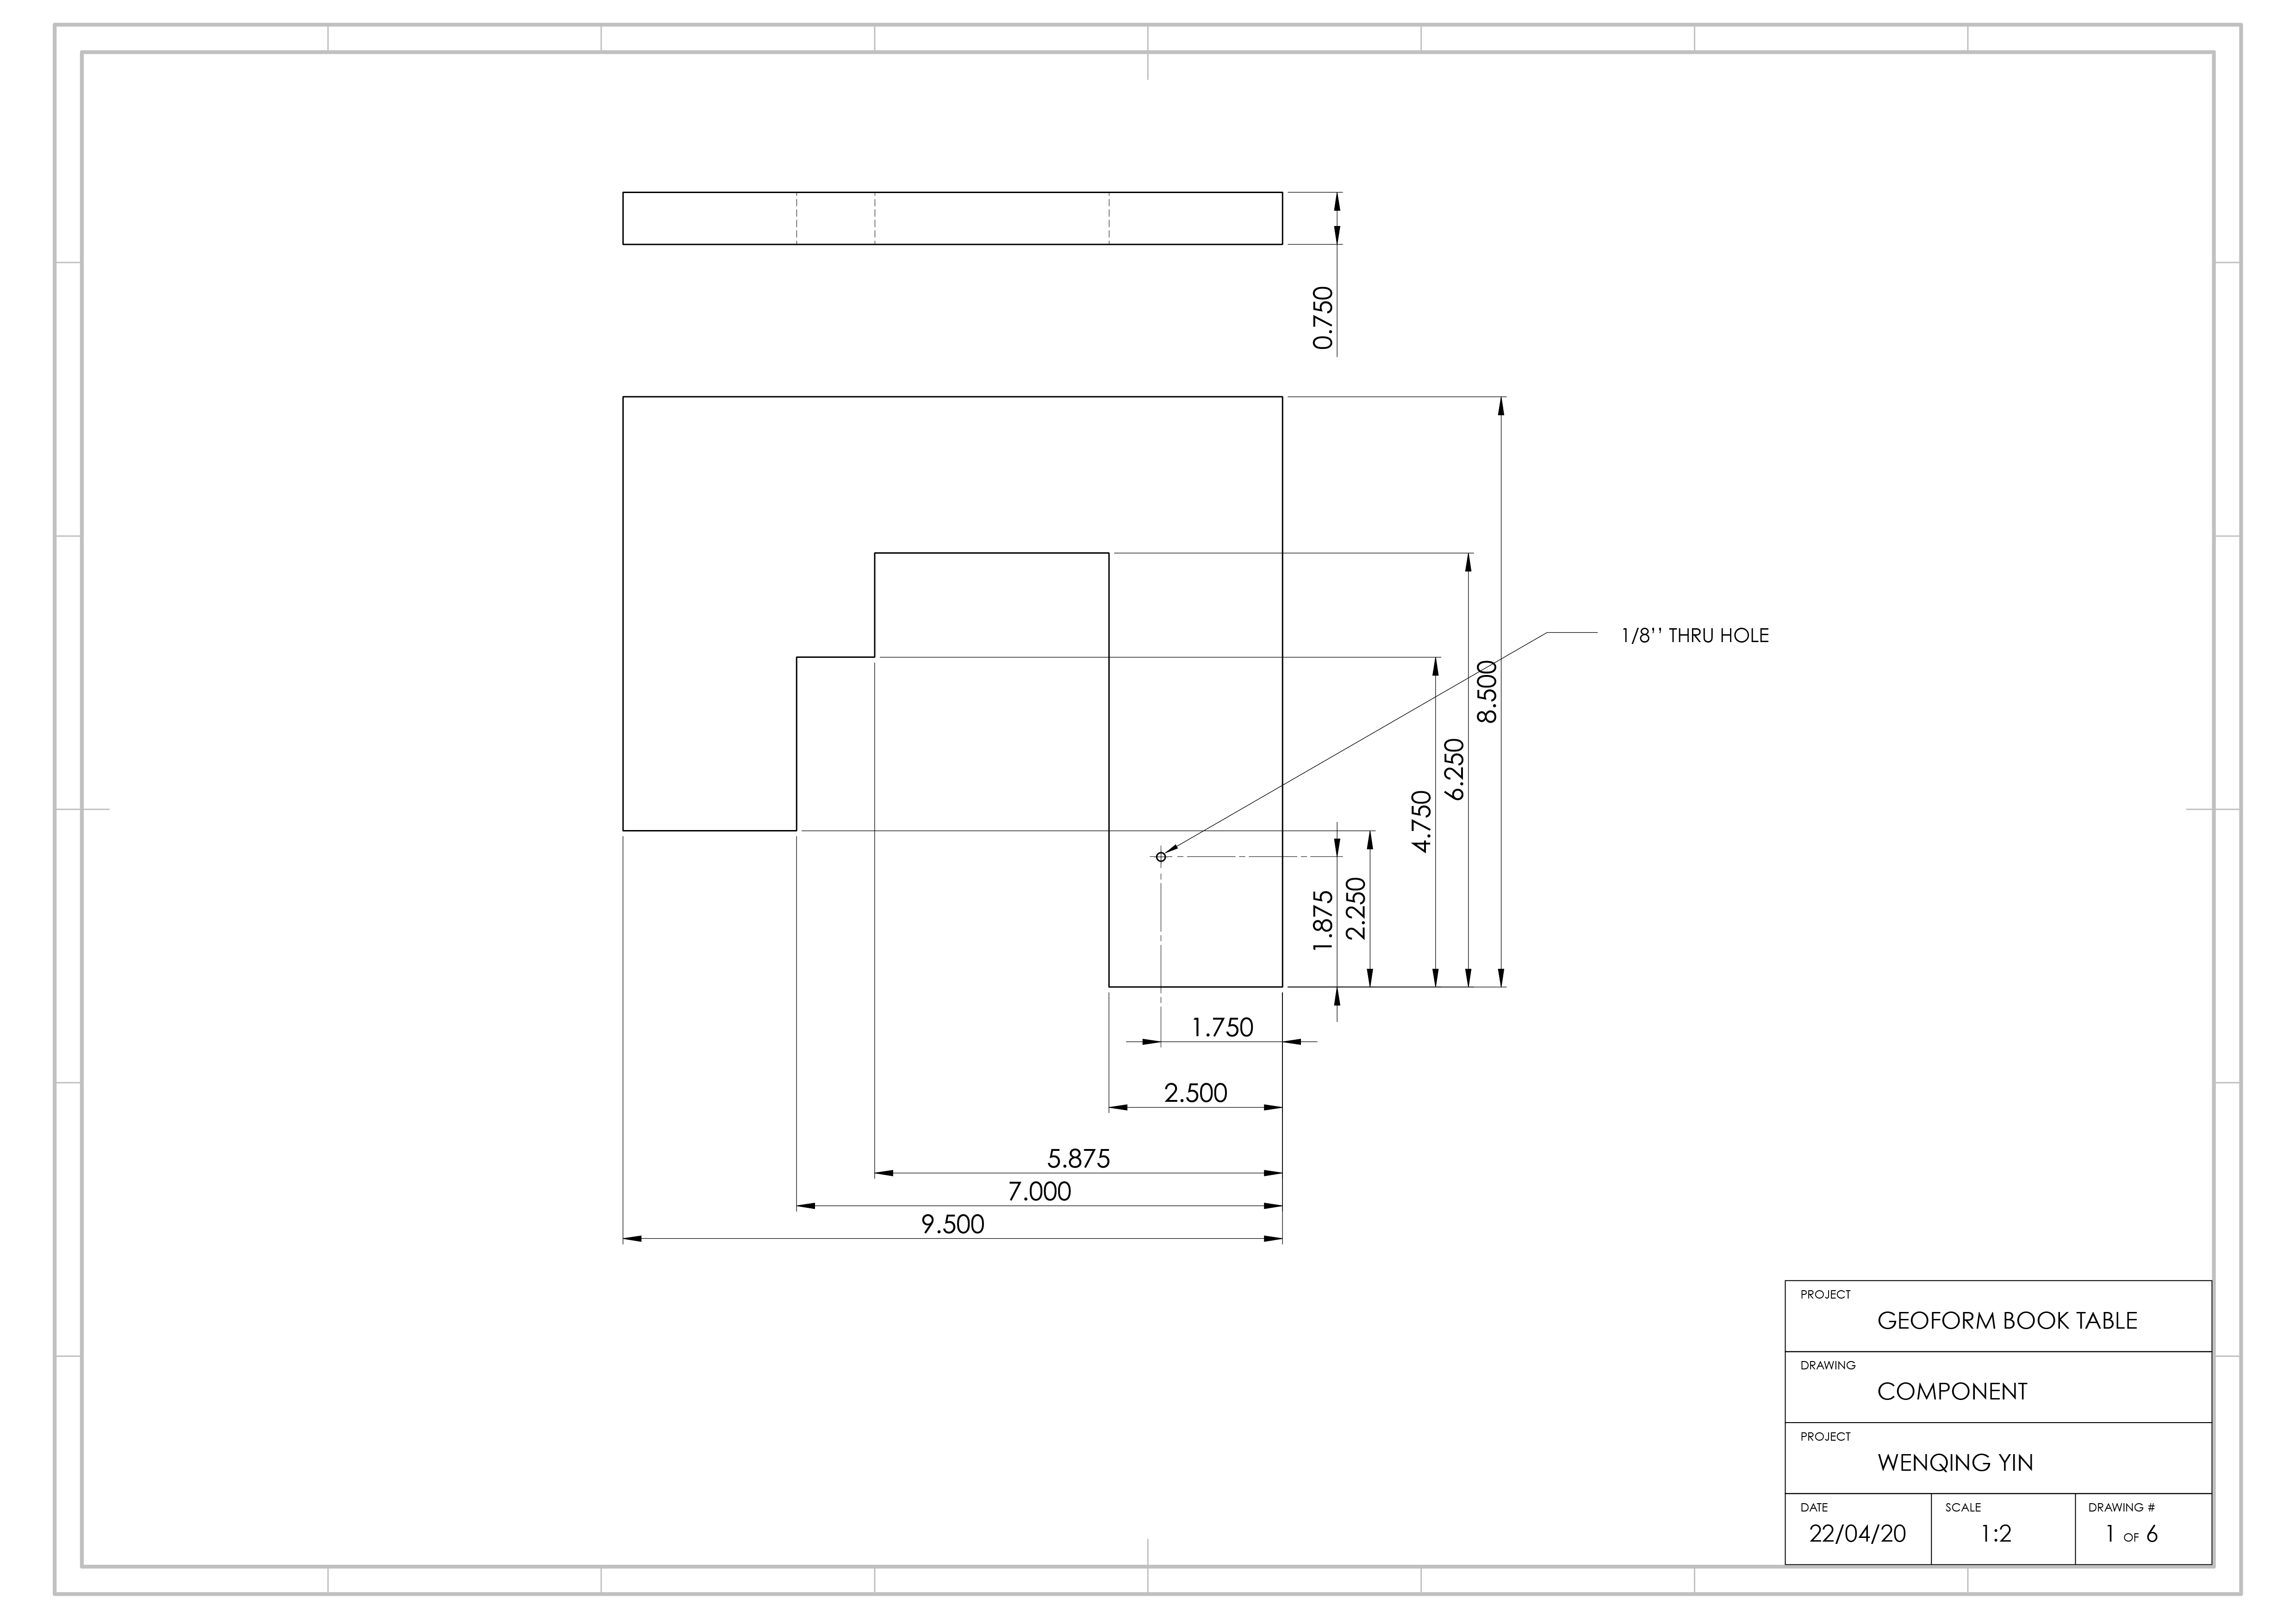 0.750
1/8'' THRU HOLE
8.500
6.250
4.750
2.250
1.875
1.750
2.500
5.875
7.000
9.500
PROJECT
GEOFORM BOOK TABLE
DRAWING
COMPONENT
PROJECT
WENQING YIN
DATE SCALE DRAWING #
22/04/20 1:2 1 OF 6